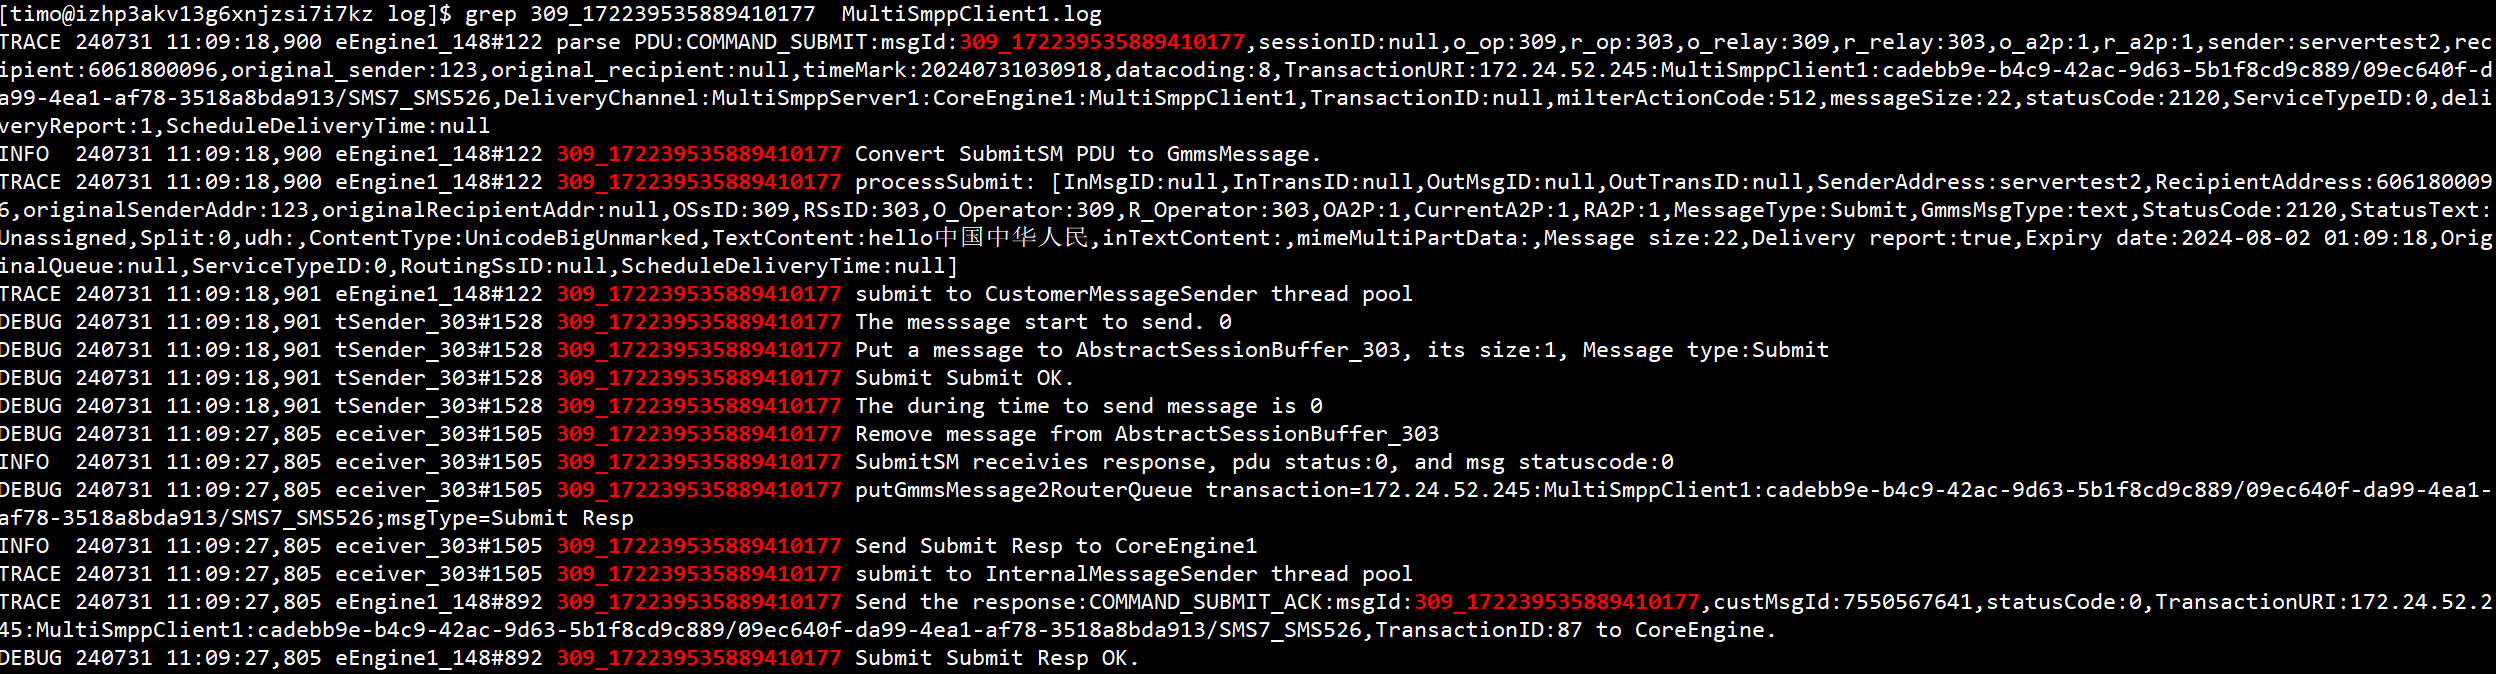 [timo@izhp3akv13g6xnjzsi7i7kz log]$ grep 309_172239535889410177  MultiSmppClient1.log
TRACE 240731 11:09:18,900 eEngine1_148#122 parse PDU:COMMAND_SUBMIT:msgId:309_172239535889410177,sessionID:null,o_op:309,r_op:303,o_relay:309,r_relay:303,o_a2p:1,r_a2p:1,sender:servertest2,rec
ipient:6061800096,original_sender:123,original_recipient:null,timeMark:20240731030918,datacoding:8,TransactionURI:172.24.52.245:MultiSmppClient1:cadebb9e-b4c9-42ac-9d63-5b1f8cd9c889/09ec640f-d
a99-4ea1-af78-3518a8bda913/SMS7_SMS526,DeliveryChannel:MultiSmppServer1:CoreEngine1:MultiSmppClient1,TransactionID:null,milterActionCode:512,messageSize:22,statusCode:2120,ServiceTypeID:0,deli
veryReport:1,ScheduleDeliveryTime:null
INFO  240731 11:09:18,900 eEngine1_148#122 309_172239535889410177 Convert SubmitSM PDU to GmmsMessage.
TRACE 240731 11:09:18,900 eEngine1_148#122 309_172239535889410177 processSubmit: [InMsgID:null,InTransID:null,OutMsgID:null,OutTransID:null,SenderAddress:servertest2,RecipientAddress:606180009
6,originalSenderAddr:123,originalRecipientAddr:null,OSsID:309,RSsID:303,O_Operator:309,R_Operator:303,OA2P:1,CurrentA2P:1,RA2P:1,MessageType:Submit,GmmsMsgType:text,StatusCode:2120,StatusText:
Unassigned,Split:0,udh:,ContentType:UnicodeBigUnmarked,TextContent:hello中国中华人民,inTextContent:,mimeMultiPartData:,Message size:22,Delivery report:true,Expiry date:2024-08-02 01:09:18,Orig
inalQueue:null,ServiceTypeID:0,RoutingSsID:null,ScheduleDeliveryTime:null]
TRACE 240731 11:09:18,901 eEngine1_148#122 309_172239535889410177 submit to CustomerMessageSender thread pool
DEBUG 240731 11:09:18,901 tSender_303#1528 309_172239535889410177 The messsage start to send. 0
DEBUG 240731 11:09:18,901 tSender_303#1528 309_172239535889410177 Put a message to AbstractSessionBuffer_303, its size:1, Message type:Submit
DEBUG 240731 11:09:18,901 tSender_303#1528 309_172239535889410177 Submit Submit OK.
DEBUG 240731 11:09:18,901 tSender_303#1528 309_172239535889410177 The during time to send message is 0
DEBUG 240731 11:09:27,805 eceiver_303#1505 309_172239535889410177 Remove message from AbstractSessionBuffer_303
INFO  240731 11:09:27,805 eceiver_303#1505 309_172239535889410177 SubmitSM receivies response, pdu status:0, and msg statuscode:0
DEBUG 240731 11:09:27,805 eceiver_303#1505 309_172239535889410177 putGmmsMessage2RouterQueue transaction=172.24.52.245:MultiSmppClient1:cadebb9e-b4c9-42ac-9d63-5b1f8cd9c889/09ec640f-da99-4ea1-
af78-3518a8bda913/SMS7_SMS526;msgType=Submit Resp
INFO  240731 11:09:27,805 eceiver_303#1505 309_172239535889410177 Send Submit Resp to CoreEngine1
TRACE 240731 11:09:27,805 eceiver_303#1505 309_172239535889410177 submit to InternalMessageSender thread pool
TRACE 240731 11:09:27,805 eEngine1_148#892 309_172239535889410177 Send the response:COMMAND_SUBMIT_ACK:msgId:309_172239535889410177,custMsgId:7550567641,statusCode:0,TransactionURI:172.24.52.2
45:MultiSmppClient1:cadebb9e-b4c9-42ac-9d63-5b1f8cd9c889/09ec640f-da99-4ea1-af78-3518a8bda913/SMS7_SMS526,TransactionID:87 to CoreEngine.
DEBUG 240731 11:09:27,805 eEngine1_148#892 309_172239535889410177 Submit Submit Resp OK.